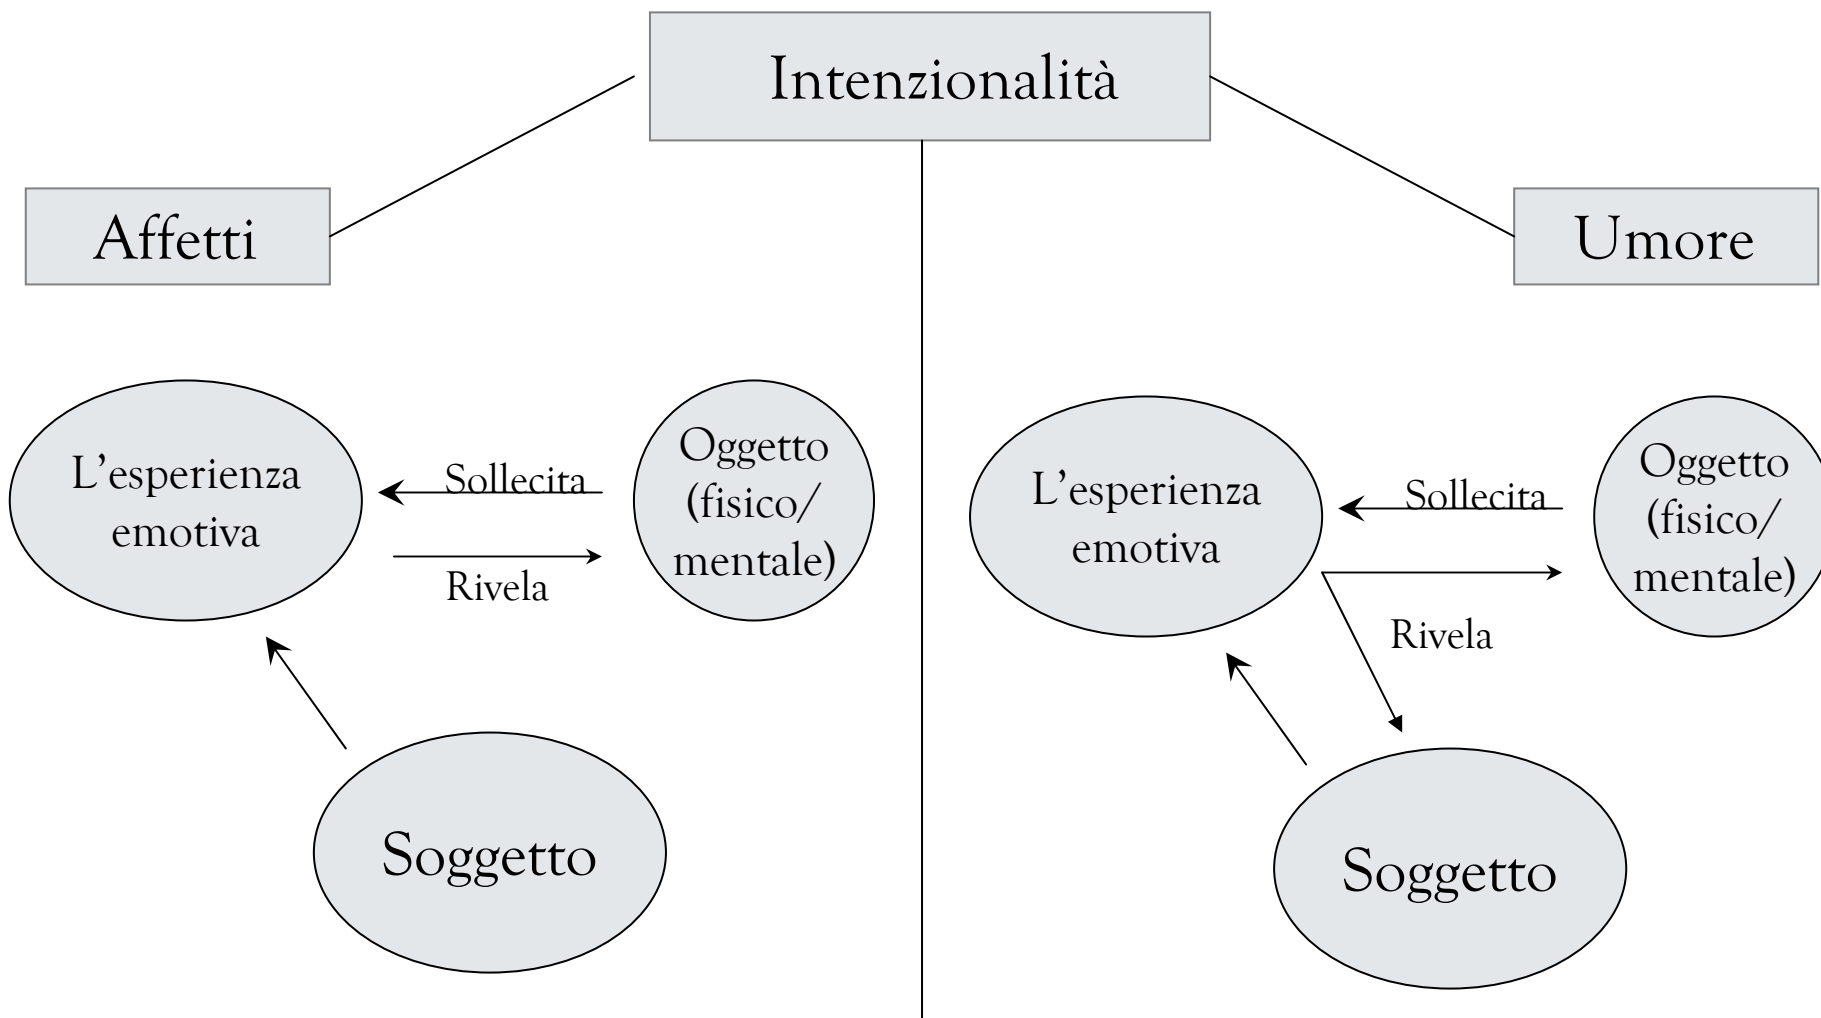 Intenzionalità
Affetti
Umore
L’esperienza
emotiva
Sollecita
Rivela
Oggetto
(fisico/
mentale)
Soggetto
L’esperienza
emotiva
Sollecita
Rivela
Oggetto
(fisico/
mentale)
Soggetto